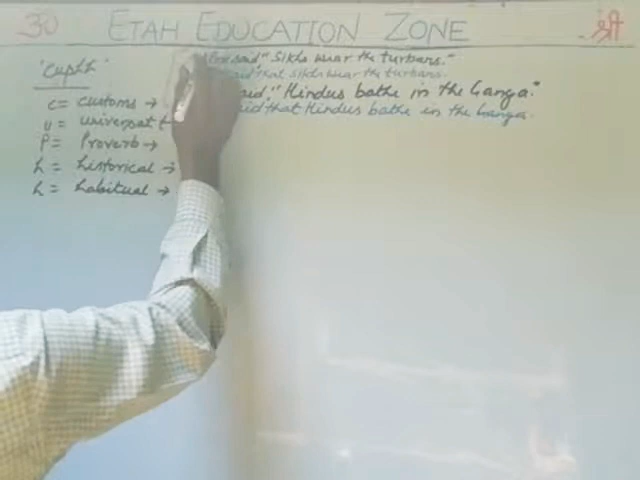 30 ETAH EDUCATION ZONE श्री
'Cuphh'
said "Sikhs wear the turbans."
said that Sikhs wear the turbans.
c = customs → said, "Hindus bathe in the Ganga."
said that Hindus bathe in the Ganga.
u = universal t
P = Proverb →
h = historical →
h = habitual →